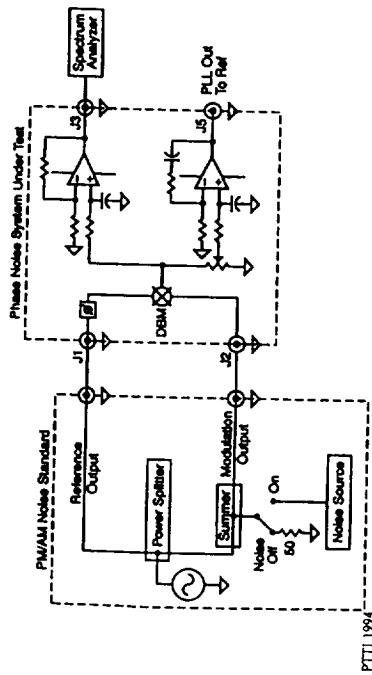 PM/AM Noise Standard
Reference
Output
Power Splitter
Summer
Modulation
Output
Noise
Off
On
50
Noise Source
Phase Noise System Under Test
J1
J2
DBM
J3
Spectrum
Analyzer
J5
PLL Out
To Ref
PTTI 1994